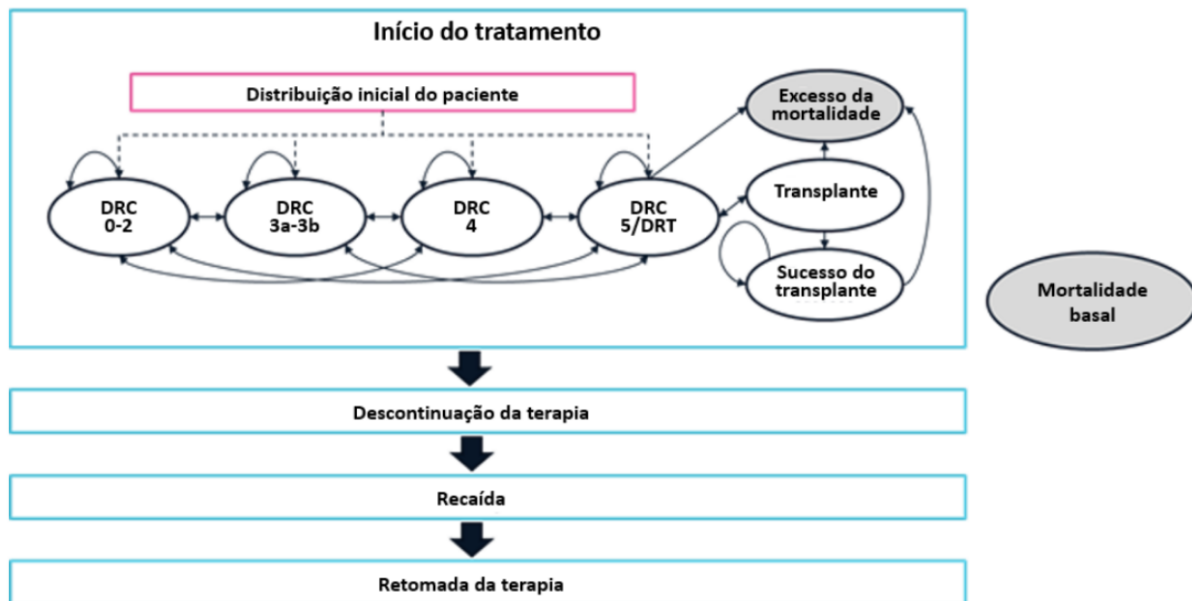 Início do tratamento
Distribuição inicial do paciente
Excesso da
mortalidade
DRC
0-2
DRC
3a-3b
DRC
4
DRC
5/DRT
Transplante
Sucesso do
transplante
Mortalidade
basal
Descontinuação da terapia
Recaída
Retomada da terapia